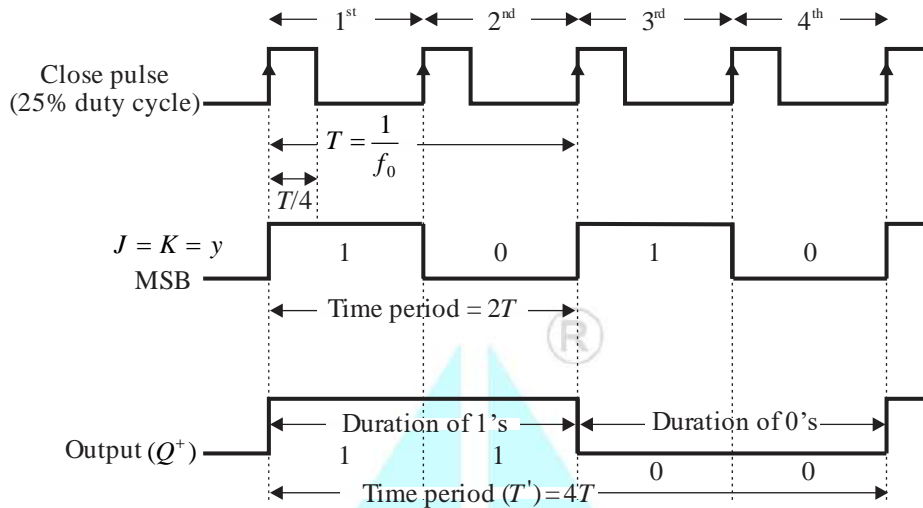 1st 2nd 3rd 4th
Close pulse
(25% duty cycle)
T = 1/f0
T/4
J = K = y
MSB
1 0 1 0
Time period = 2T
®
Duration of 1's Duration of 0's
Output (Q+)
1 1 0 0
Time period (T') = 4T